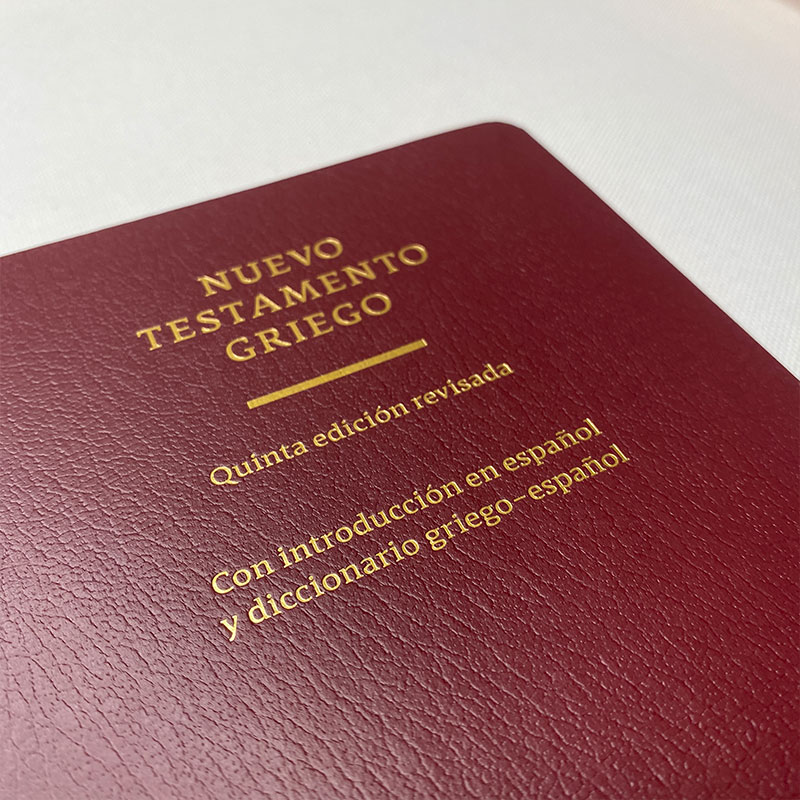 NUEVO
TESTAMENTO
GRIEGO
Quinta edición revisada
Con introducción en español
y diccionario griego–español